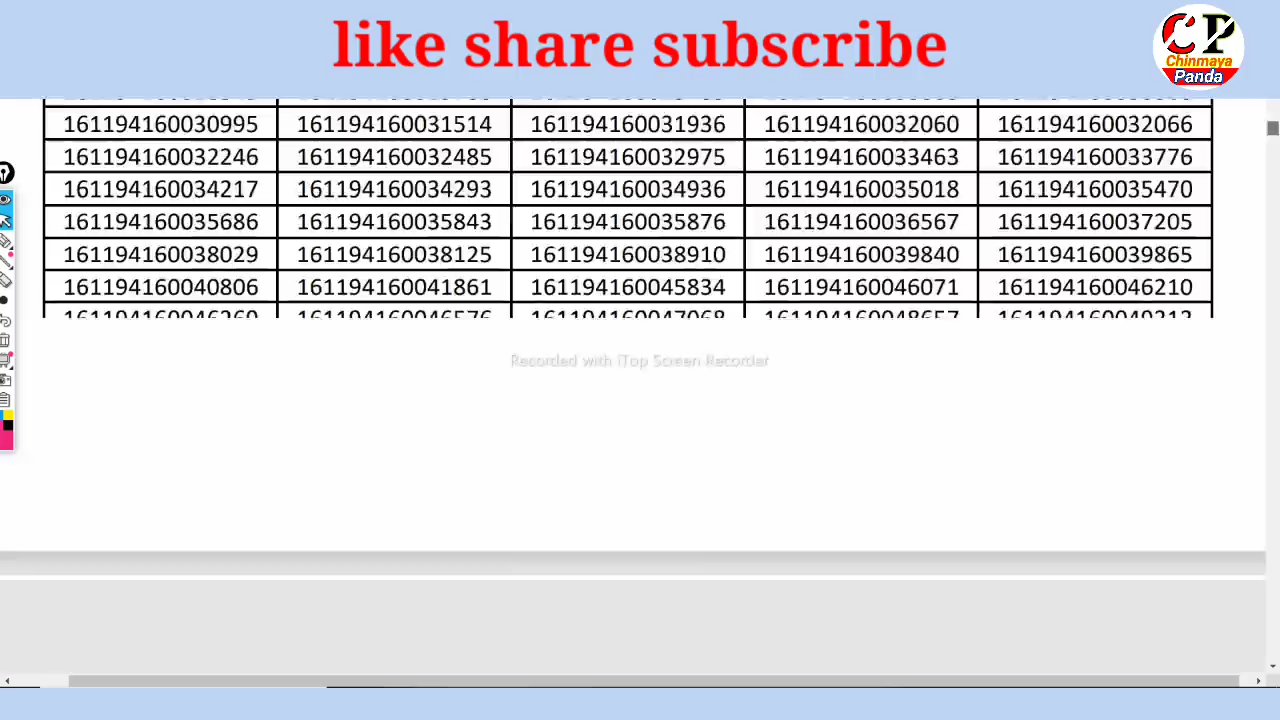 like share subscribe
CP
Chinmaya
Panda
161194160030995 161194160031514 161194160031936 161194160032060 161194160032066
161194160032246 161194160032485 161194160032975 161194160033463 161194160033776
161194160034217 161194160034293 161194160034936 161194160035018 161194160035470
161194160035686 161194160035843 161194160035876 161194160036567 161194160037205
161194160038029 161194160038125 161194160038910 161194160039840 161194160039865
161194160040806 161194160041861 161194160045834 161194160046071 161194160046210
Recorded with iTop Screen Recorder